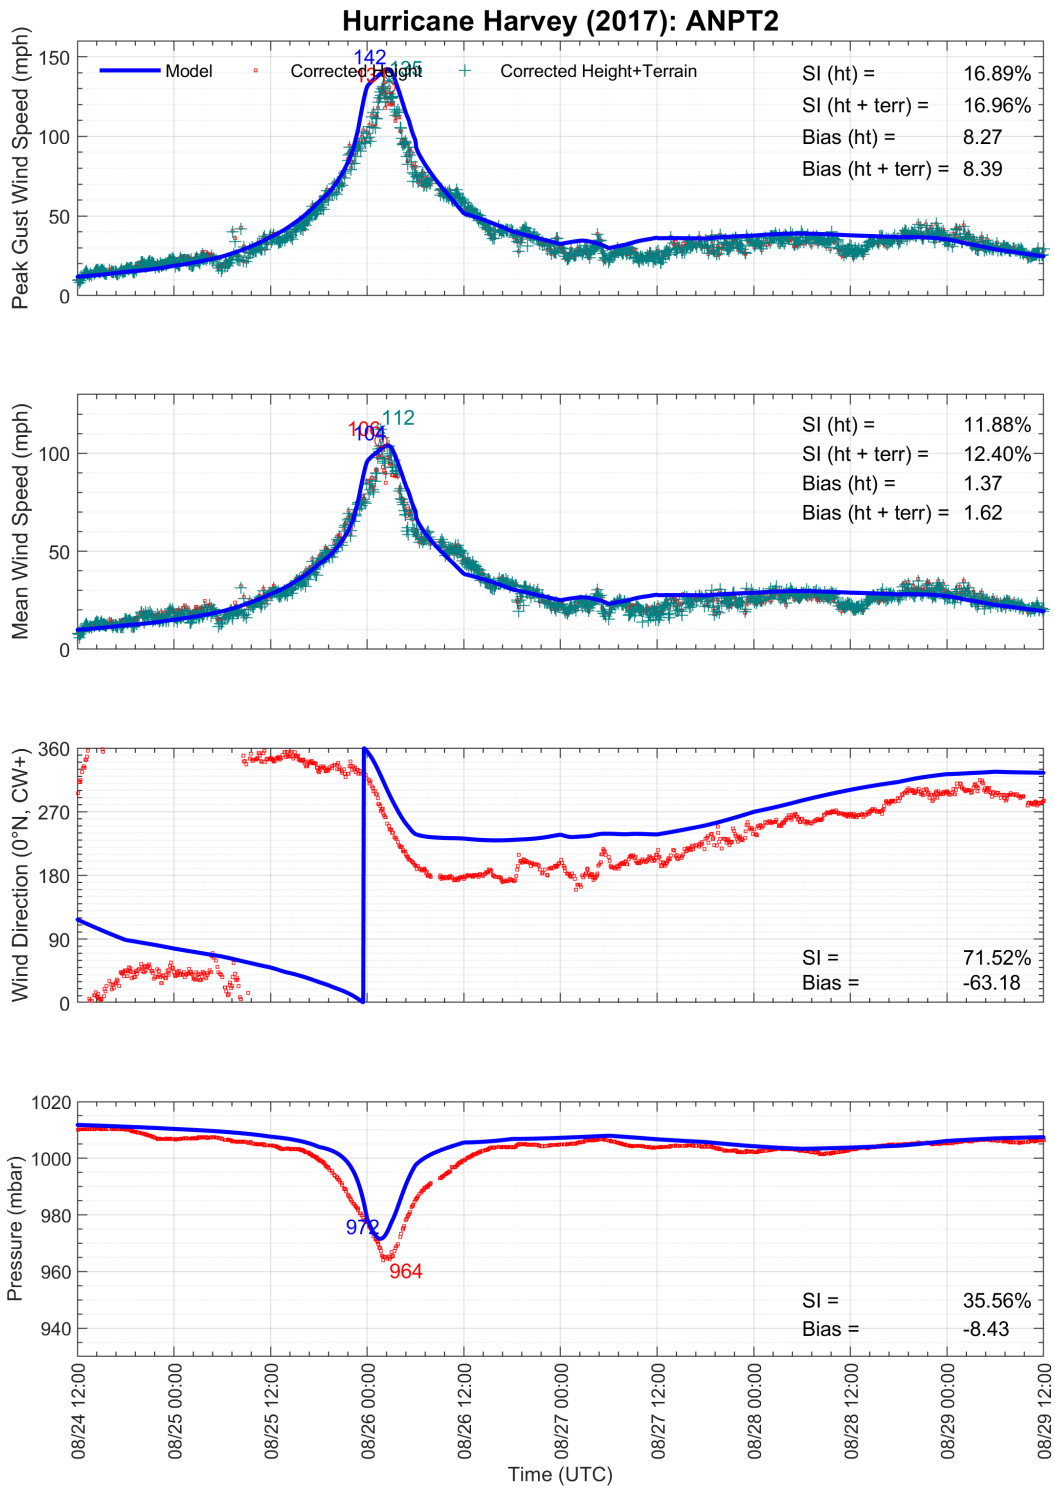 Hurricane Harvey (2017): ANPT2
Peak Gust Wind Speed (mph)
150
100
50
0
142
Model
Corrected Height
Corrected Height+Terrain
SI (ht) = 16.89%
SI (ht + terr) = 16.96%
Bias (ht) = 8.27
Bias (ht + terr) = 8.39
Mean Wind Speed (mph)
100
50
0
106
104
112
SI (ht) = 11.88%
SI (ht + terr) = 12.40%
Bias (ht) = 1.37
Bias (ht + terr) = 1.62
Wind Direction (0°N, CW+)
360
270
180
90
0
SI = 71.52%
Bias = -63.18
Pressure (mbar)
1020
1000
980
960
940
972
964
SI = 35.56%
Bias = -8.43
08/24 12:00
08/25 00:00
08/25 12:00
08/26 00:00
08/26 12:00
08/27 00:00
08/27 12:00
08/28 00:00
08/28 12:00
08/29 00:00
08/29 12:00
Time (UTC)